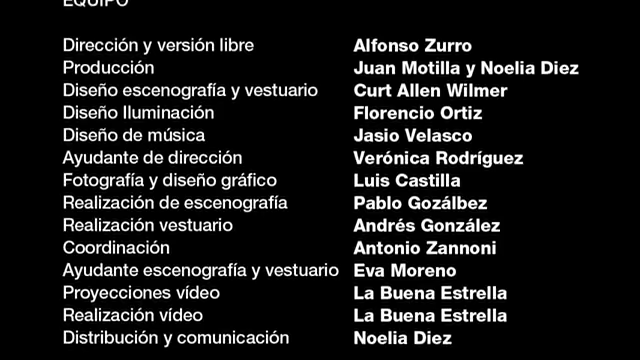 EQUIPO
Dirección y versión libre Alfonso Zurro
Producción Juan Motilla y Noelia Diez
Diseño escenografía y vestuario Curt Allen Wilmer
Diseño Iluminación Florencio Ortiz
Diseño de música Jasio Velasco
Ayudante de dirección Verónica Rodríguez
Fotografía y diseño gráfico Luis Castilla
Realización de escenografía Pablo Gozálbez
Realización vestuario Andrés González
Coordinación Antonio Zannoni
Ayudante escenografía y vestuario Eva Moreno
Proyecciones vídeo La Buena Estrella
Realización vídeo La Buena Estrella
Distribución y comunicación Noelia Diez